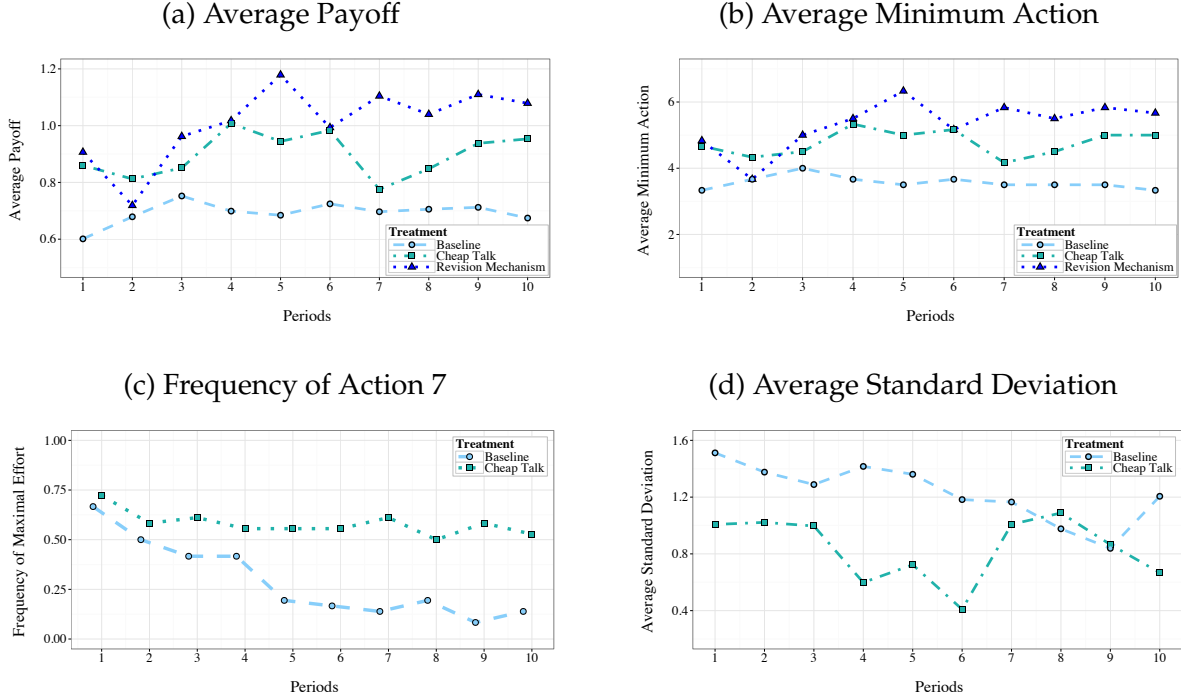 (a) Average Payoff
Average Payoff
1.2
1.0
0.8
0.6
Treatment
Baseline
Cheap Talk
Revision Mechanism
1 2 3 4 5 6 7 8 9 10
Periods
(b) Average Minimum Action
Average Minimum Action
6
4
2
Treatment
Baseline
Cheap Talk
Revision Mechanism
1 2 3 4 5 6 7 8 9 10
Periods
(c) Frequency of Action 7
Frequency of Maximal Effort
1.00
0.75
0.50
0.25
0.00
Treatment
Baseline
Cheap Talk
1 2 3 4 5 6 7 8 9 10
Periods
(d) Average Standard Deviation
Average Standard Deviation
1.6
1.2
0.8
0.4
Treatment
Baseline
Cheap Talk
1 2 3 4 5 6 7 8 9 10
Periods